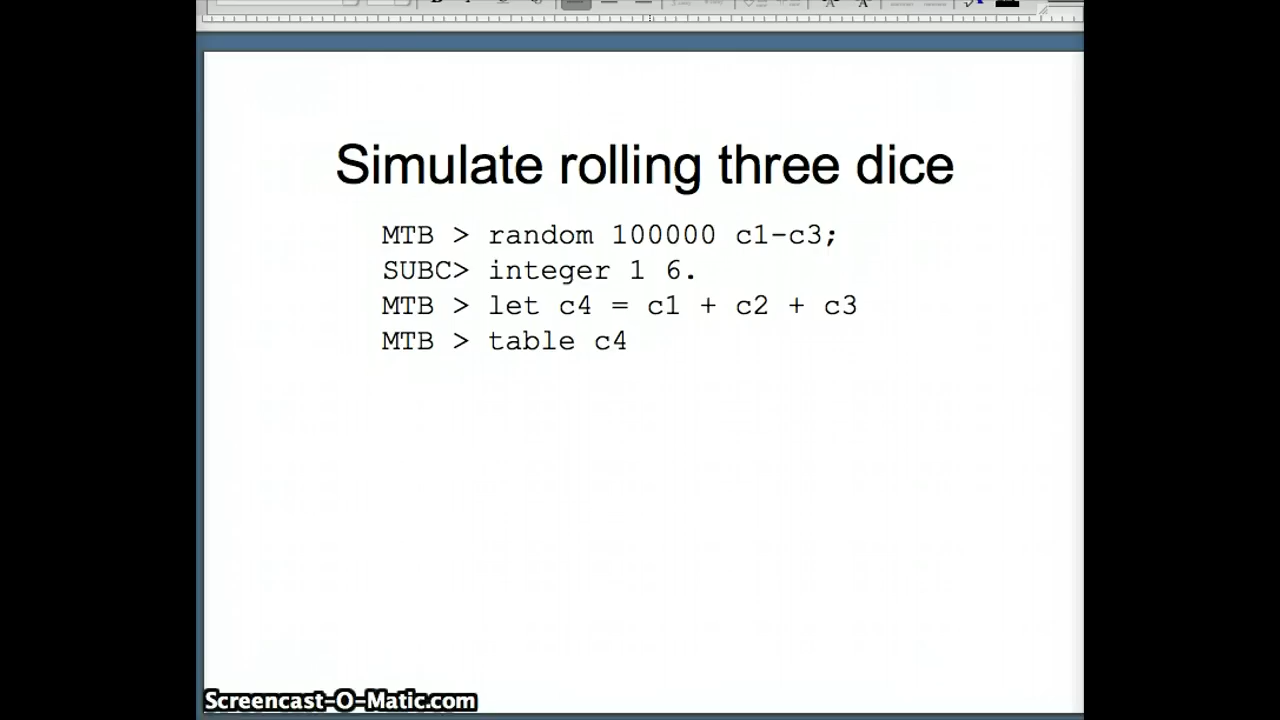 Simulate rolling three dice
MTB > random 100000 c1-c3;
SUBC> integer 1 6.
MTB > let c4 = c1 + c2 + c3
MTB > table c4
Screencast-O-Matic.com